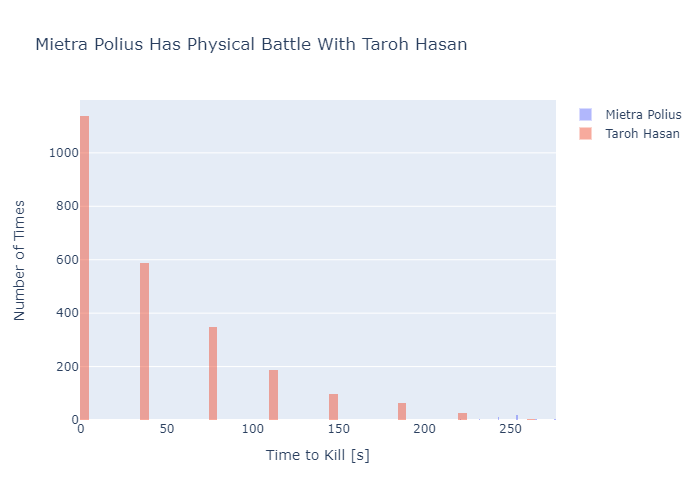 Mietra Polius Has Physical Battle With Taroh Hasan
Mietra Polius
Taroh Hasan
Number of Times
1000
800
600
400
200
0
0
50
100
150
200
250
Time to Kill [s]